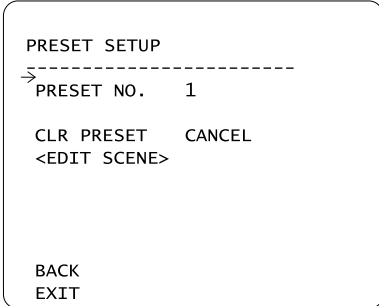 PRESET SETUP
------------------------
→PRESET NO. 1
CLR PRESET CANCEL
<EDIT SCENE>
BACK
EXIT